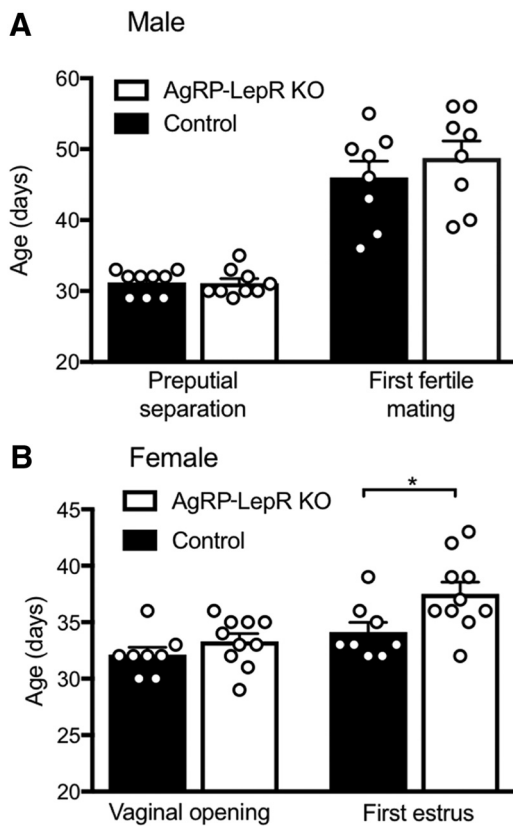 A
Male
AgRP-LepR KO
Control
Age (days)
60
50
40
30
20
Preputial
separation
First fertile
mating
B
Female
AgRP-LepR KO
Control
*
Age (days)
45
40
35
30
25
20
Vaginal opening
First estrus